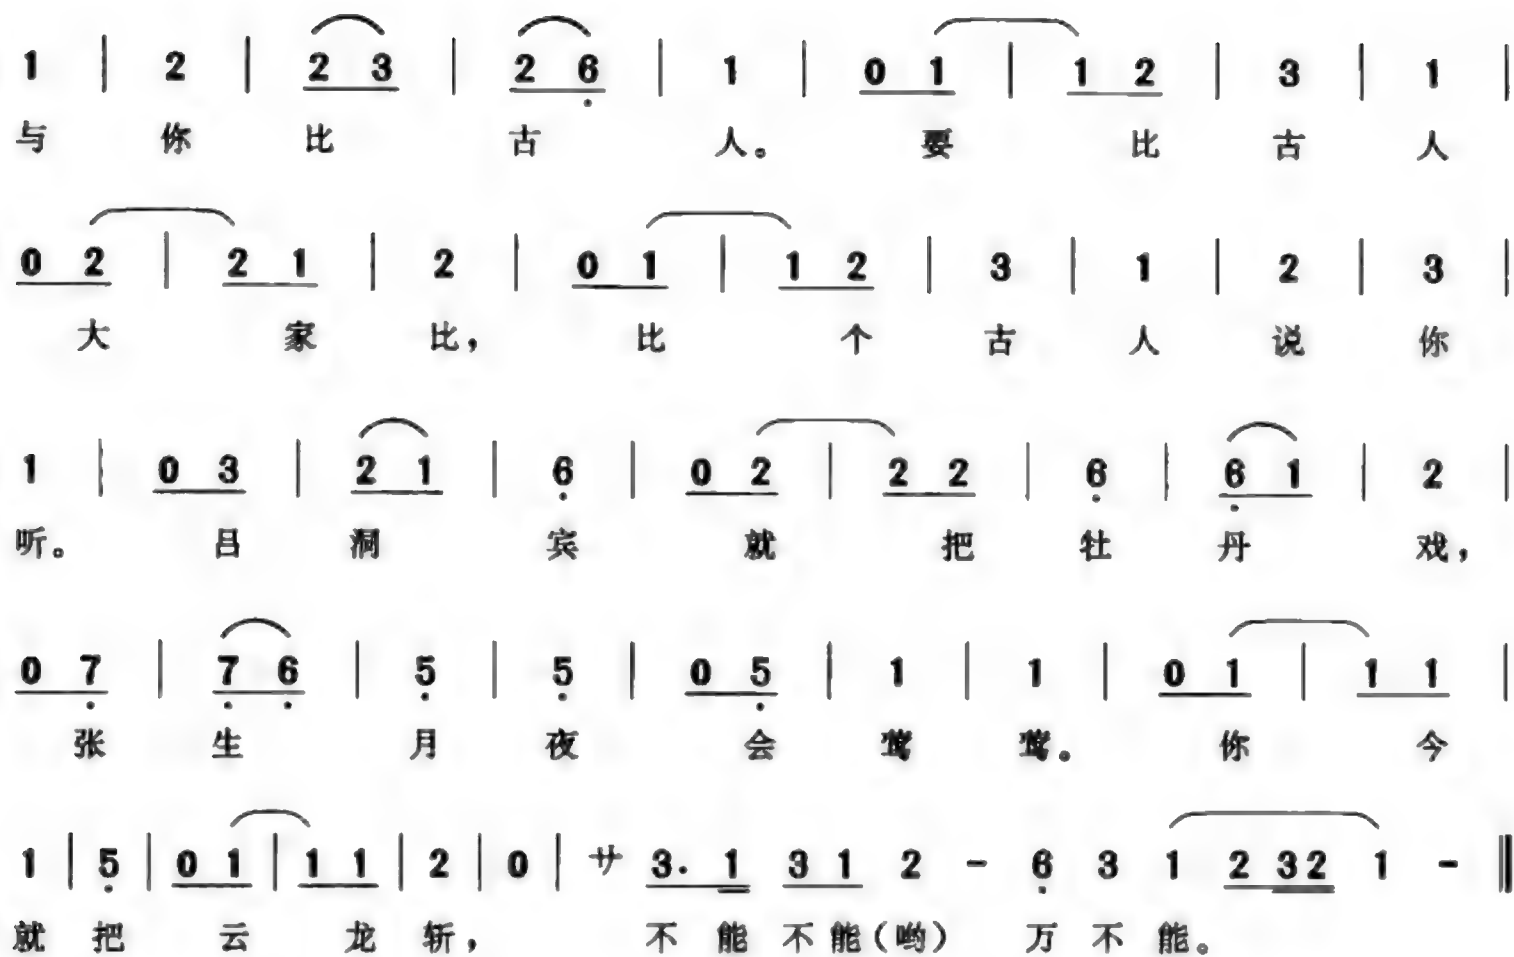 1 | 2 | 2 3 | 2 6 | 1 | 0 1 | 1 2 | 3 | 1 |
与 你 比 古 人。 要 比 古 人
0 2 | 2 1 | 2 | 0 1 | 1 2 | 3 | 1 | 2 | 3 |
大 家 比， 比 个 古 人 说 你
1 | 0 3 | 2 1 | 6 | 0 2 | 2 2 | 6 | 6 1 | 2 |
听。 吕 洞 宾 就 把 牡 丹 戏，
0 7 | 7 6 | 5 | 5 | 0 5 | 1 | 1 | 0 1 | 1 1 |
张 生 月 夜 会 莺 莺。 你 今
1 | 5 | 0 1 | 1 1 | 2 | 0 | サ 3. 1 3 1 2 - 6 3 1 2 32 1 - ‖
就 把 云 龙 斩， 不 能 不 能（哟） 万 不 能。